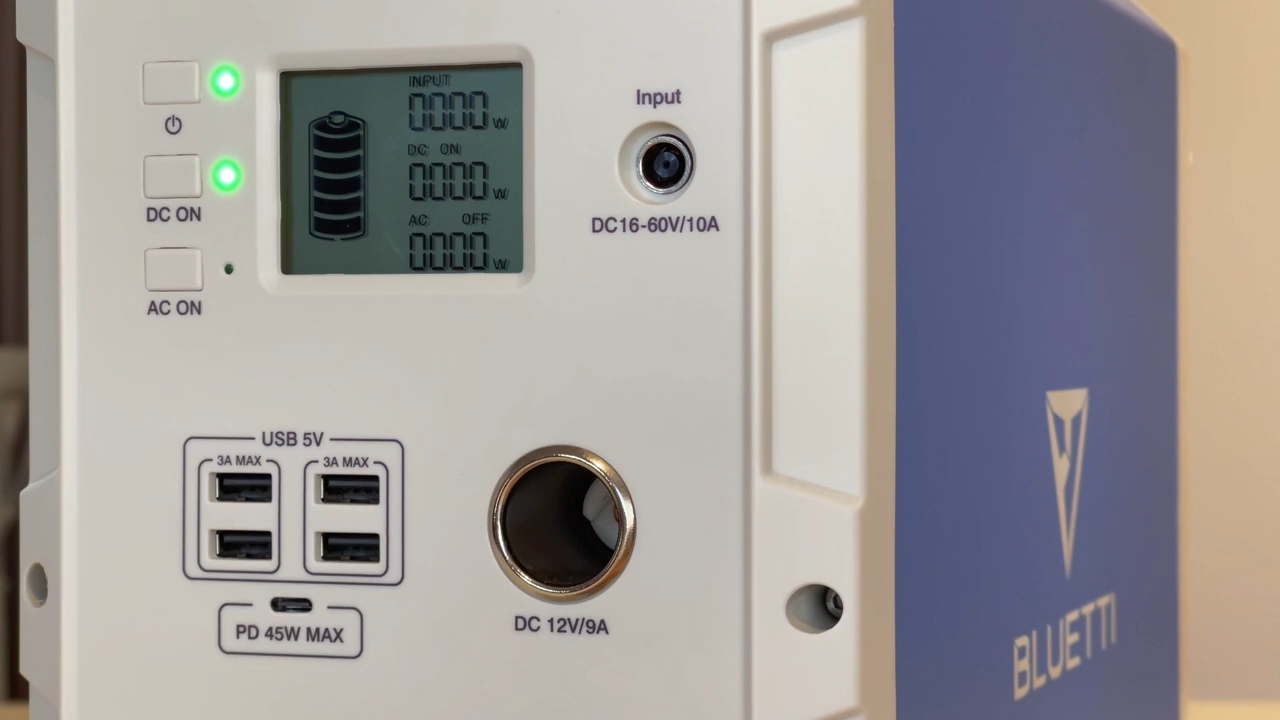 DC ON
AC ON
INPUT
0000 W
DC ON
0000 W
AC OFF
0000 W
Input
DC16-60V/10A
USB 5V
3A MAX 3A MAX
PD 45W MAX
DC 12V/9A
BLUETTI